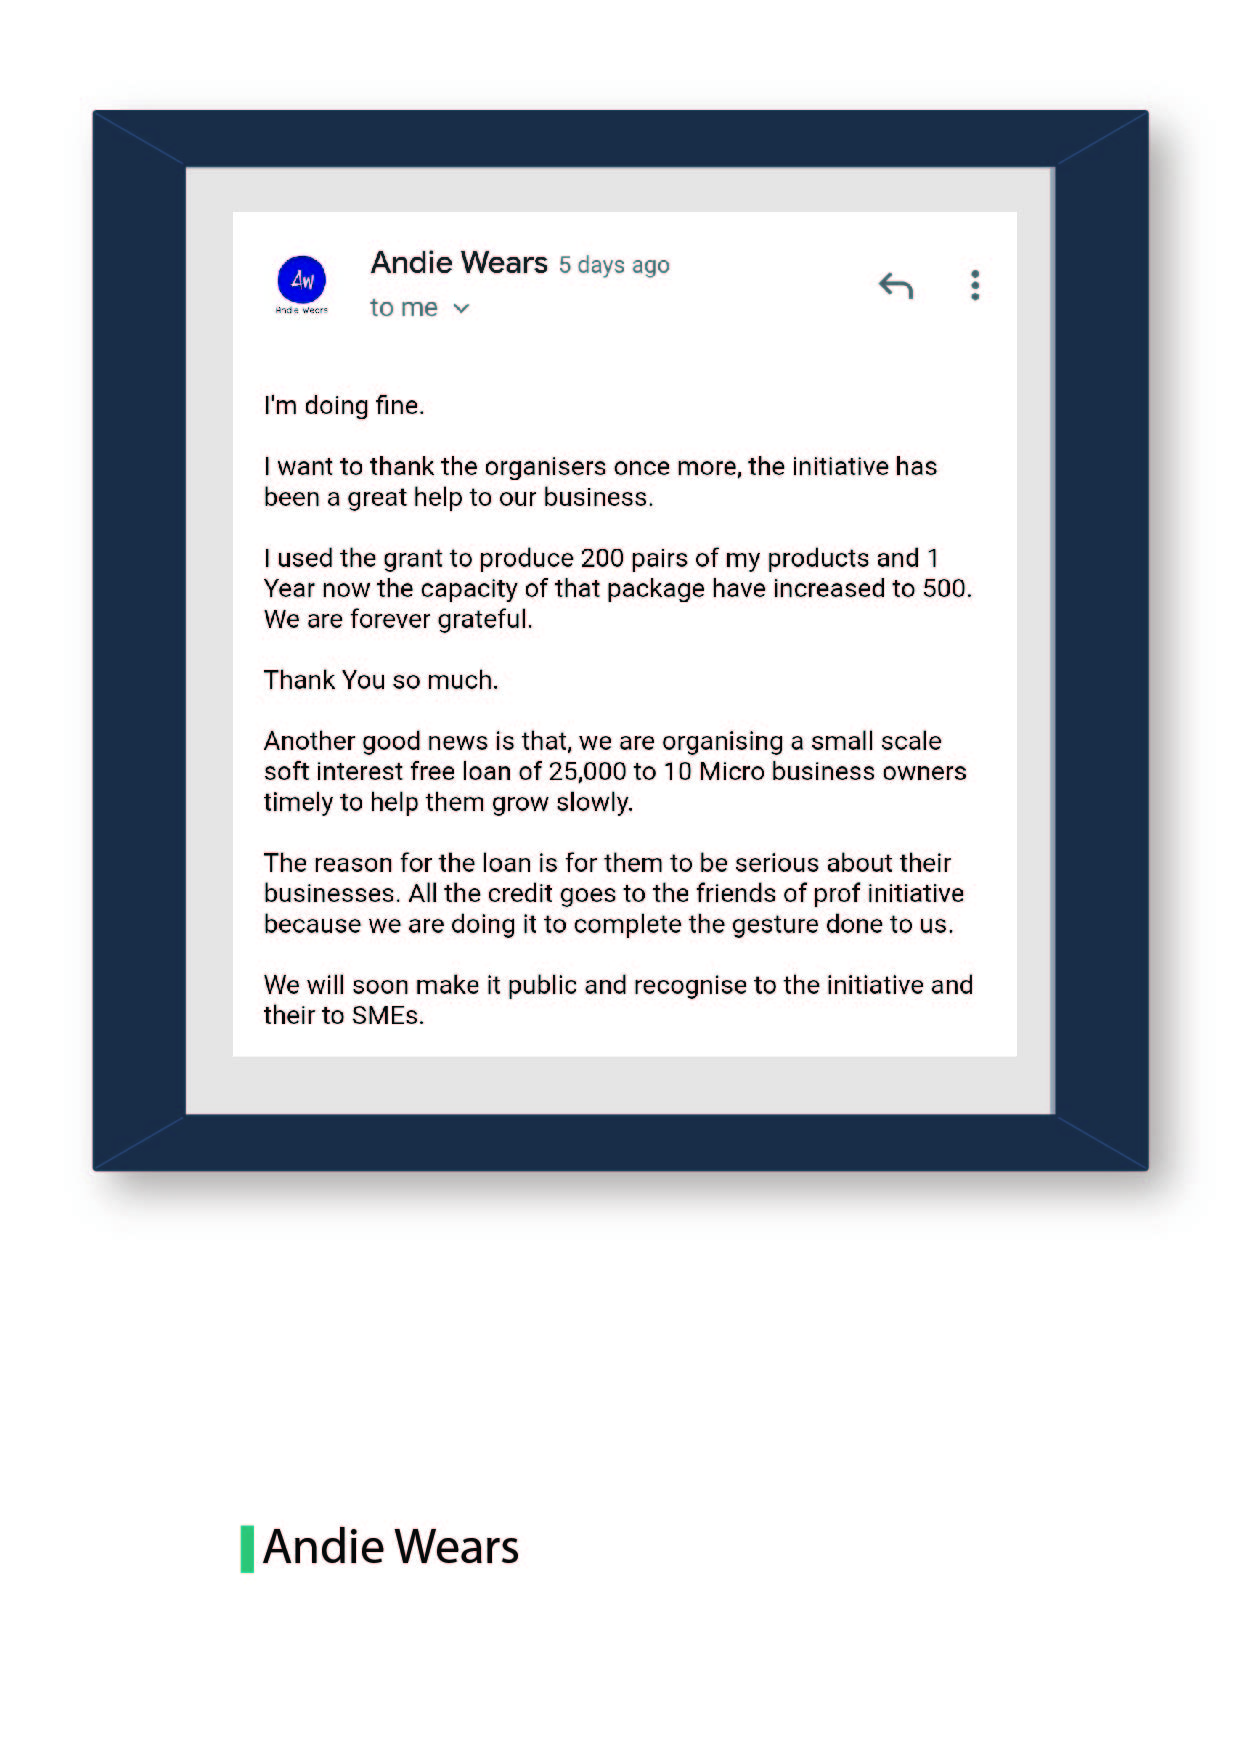 Andie Wears 5 days ago
to me
Aw
Andie Wears
I'm doing fine.
I want to thank the organisers once more, the initiative has
been a great help to our business.
I used the grant to produce 200 pairs of my products and 1
Year now the capacity of that package have increased to 500.
We are forever grateful.
Thank You so much.
Another good news is that, we are organising a small scale
soft interest free loan of 25,000 to 10 Micro business owners
timely to help them grow slowly.
The reason for the loan is for them to be serious about their
businesses. All the credit goes to the friends of prof initiative
because we are doing it to complete the gesture done to us.
We will soon make it public and recognise to the initiative and
their to SMEs.
Andie Wears